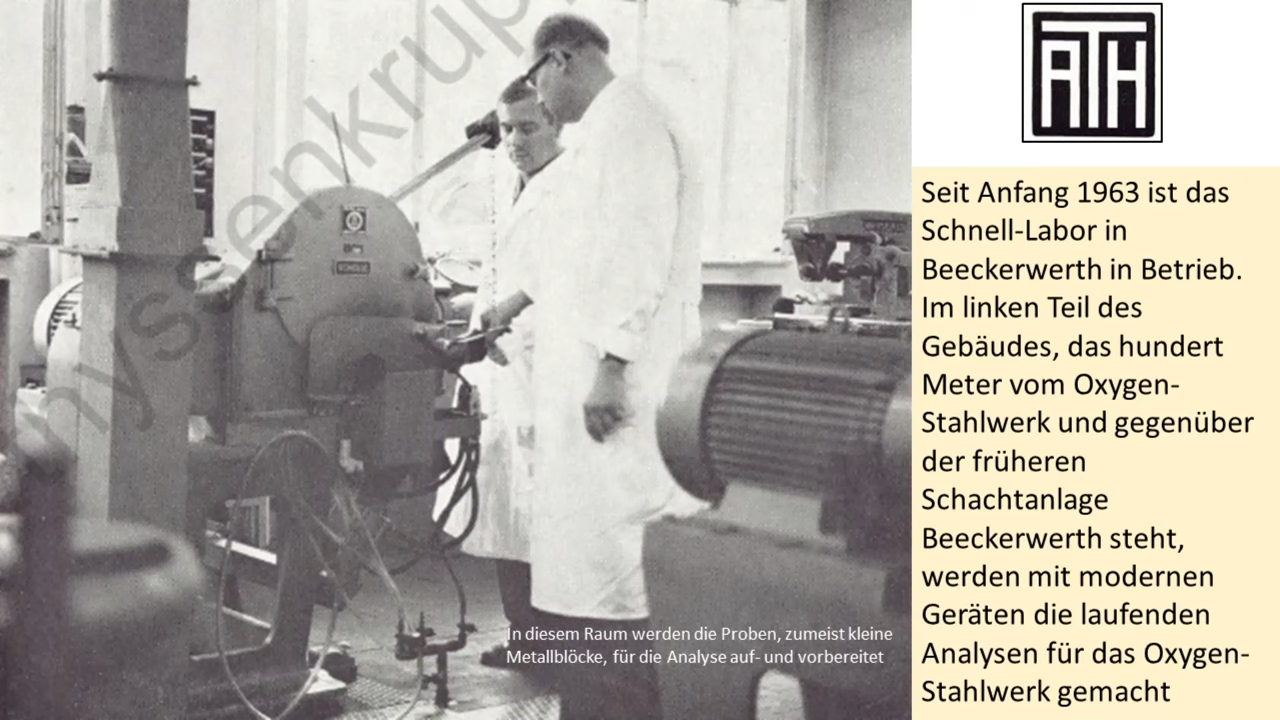 thyssenkrupp
ATH
Seit Anfang 1963 ist das
Schnell-Labor in
Beeckerwerth in Betrieb.
Im linken Teil des
Gebäudes, das hundert
Meter vom Oxygen-
Stahlwerk und gegenüber
der früheren
Schachtanlage
Beeckerwerth steht,
werden mit modernen
Geräten die laufenden
Analysen für das Oxygen-
Stahlwerk gemacht
In diesem Raum werden die Proben, zumeist kleine
Metallblöcke, für die Analyse auf- und vorbereitet